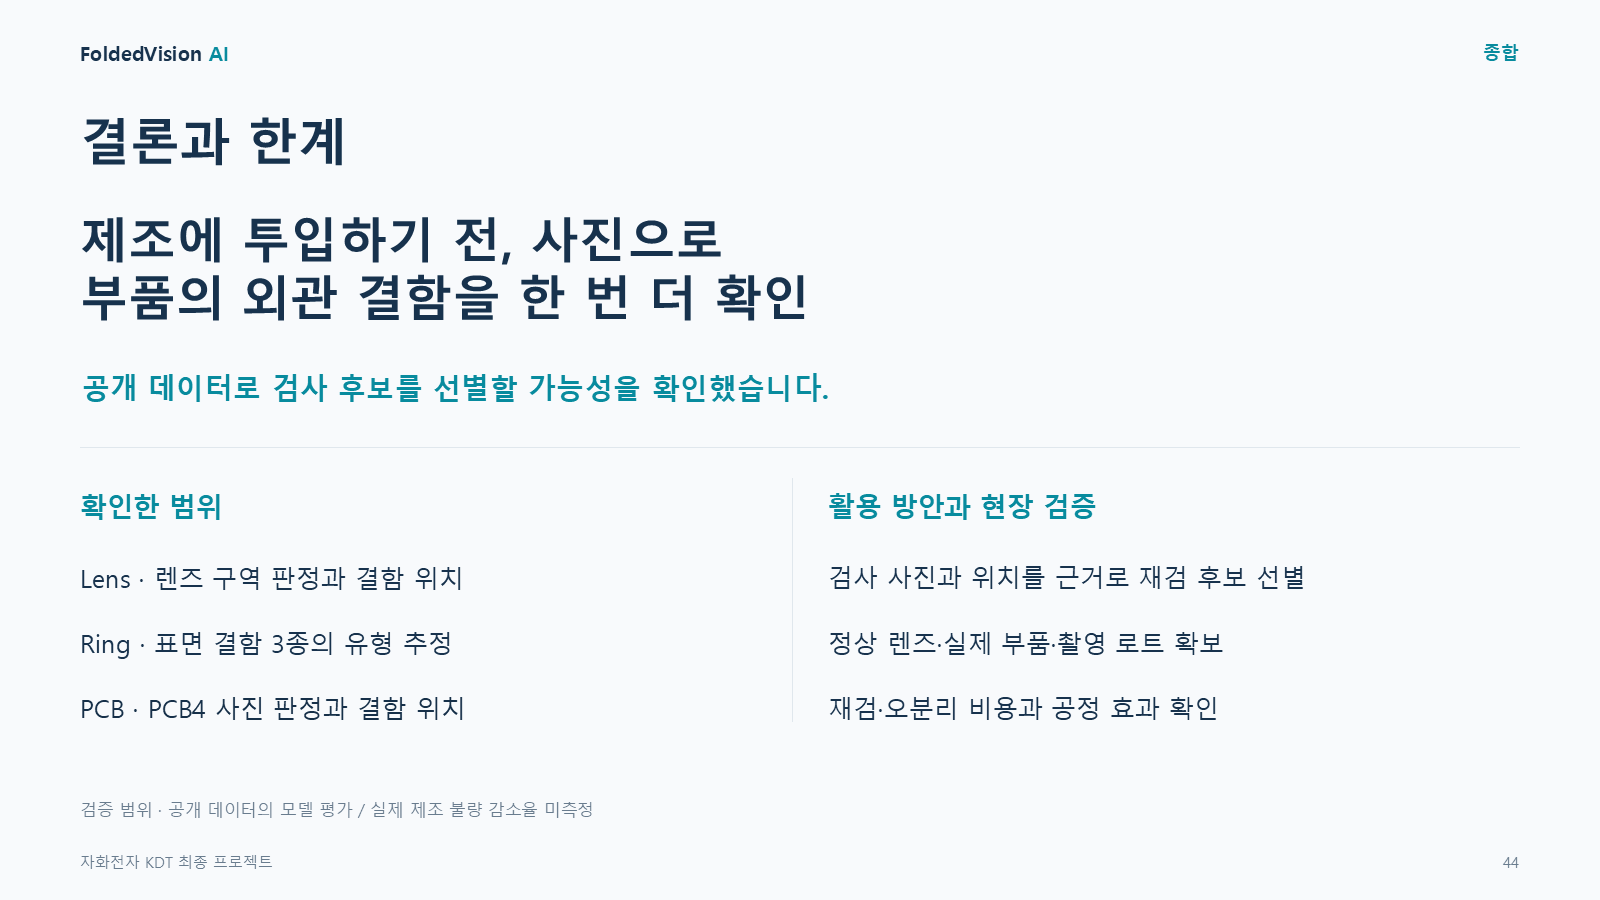 FoldedVision AI
종합
결론과 한계
제조에 투입하기 전, 사진으로
부품의 외관 결함을 한 번 더 확인
공개 데이터로 검사 후보를 선별할 가능성을 확인했습니다.
확인한 범위
Lens · 렌즈 구역 판정과 결함 위치
Ring · 표면 결함 3종의 유형 추정
PCB · PCB4 사진 판정과 결함 위치
활용 방안과 현장 검증
검사 사진과 위치를 근거로 재검 후보 선별
정상 렌즈·실제 부품·촬영 로트 확보
재검·오분리 비용과 공정 효과 확인
검증 범위 · 공개 데이터의 모델 평가 / 실제 제조 불량 감소율 미측정
자화전자 KDT 최종 프로젝트
44